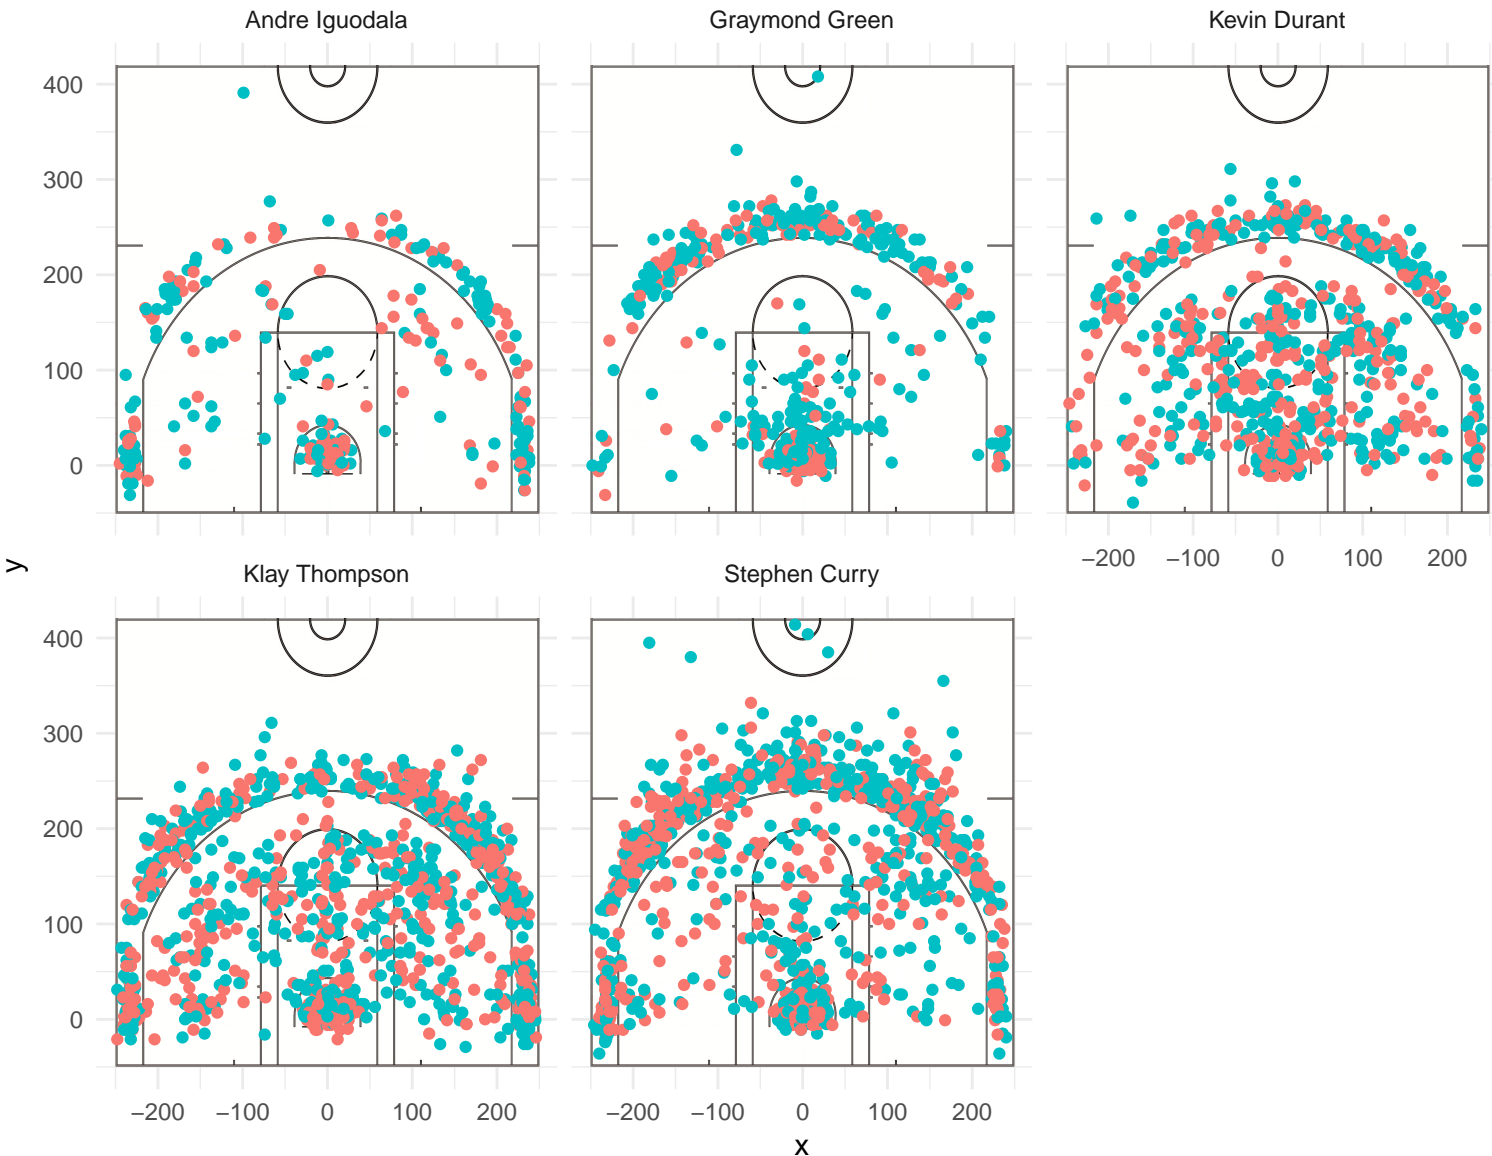 Andre Iguodala
Graymond Green
Kevin Durant
400
300
200
100
0
−200 −100 0 100 200
y
Klay Thompson
Stephen Curry
400
300
200
100
0
−200 −100 0 100 200
−200 −100 0 100 200
x